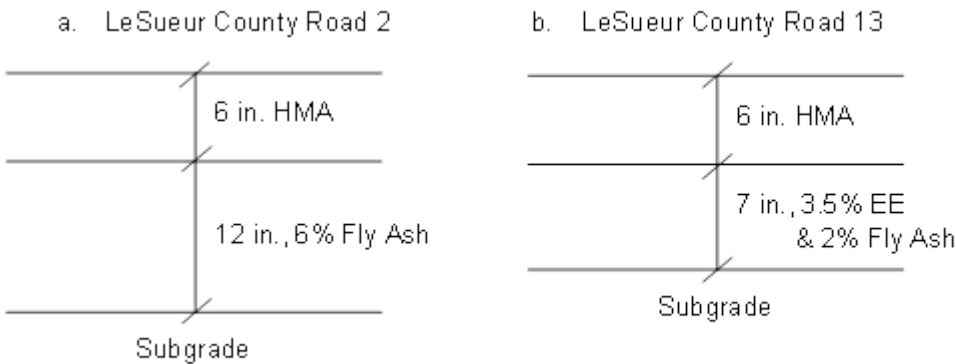 a. LeSueur County Road 2
6 in. HMA
12 in., 6% Fly Ash
Subgrade
b. LeSueur County Road 13
6 in. HMA
7 in., 3.5% EE
& 2% Fly Ash
Subgrade